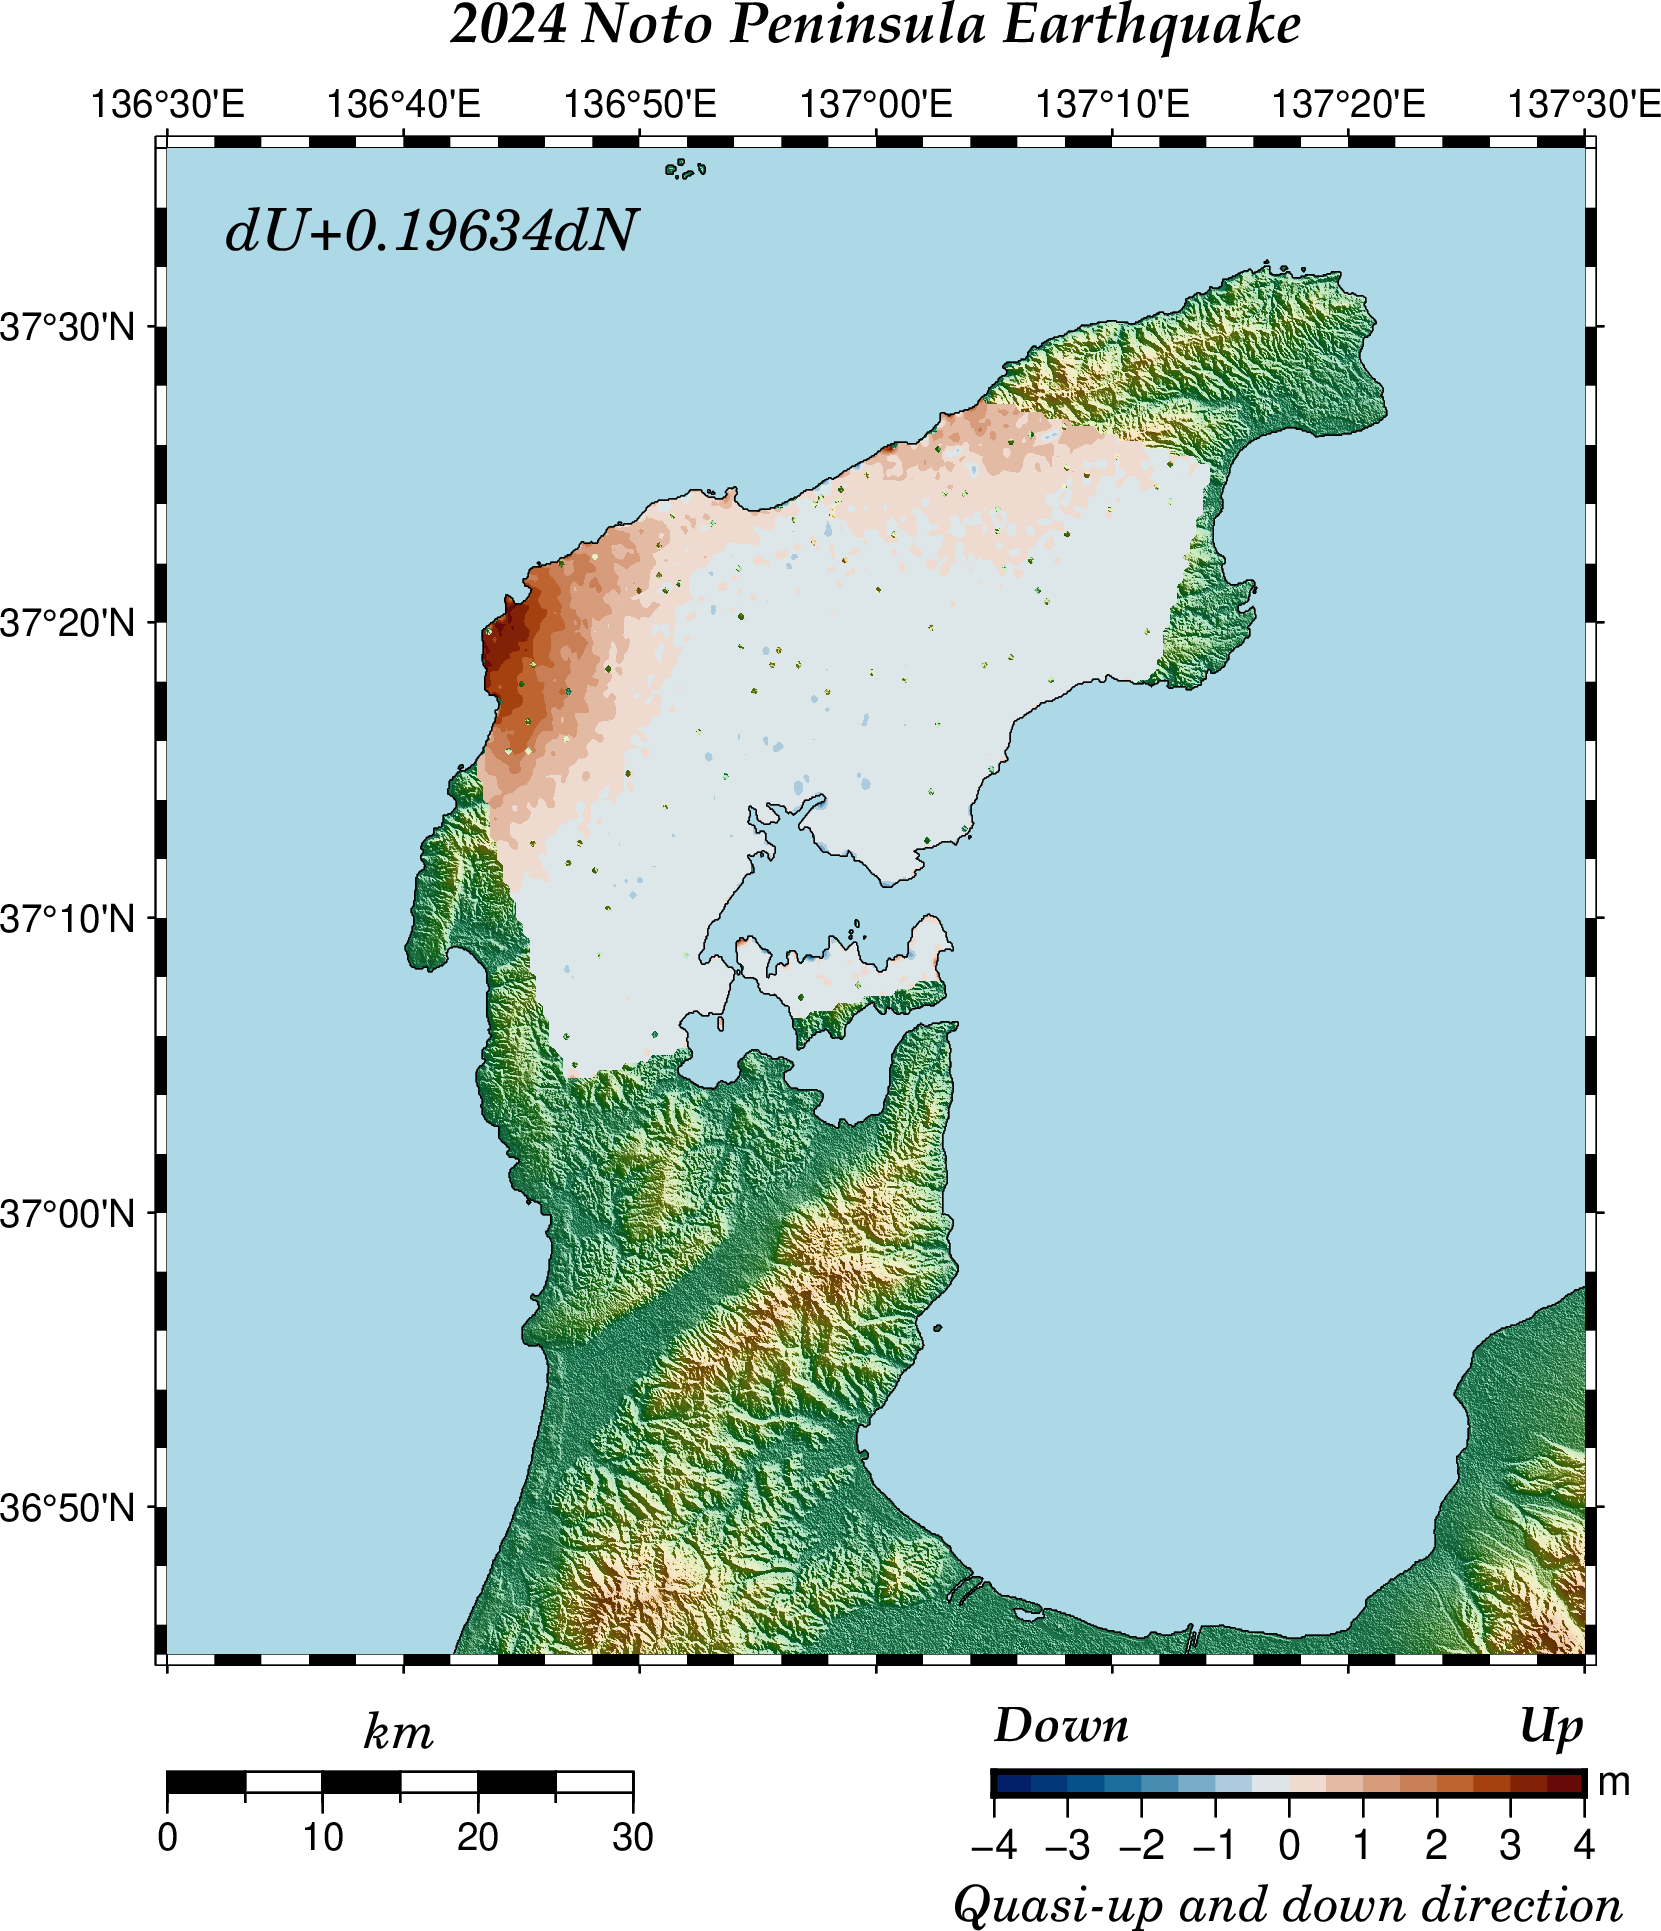 2024 Noto Peninsula Earthquake
136°30'E 136°40'E 136°50'E 137°00'E 137°10'E 137°20'E 137°30'E
dU+0.19634dN
37°30'N
37°20'N
37°10'N
37°00'N
36°50'N
km
0 10 20 30
Down Up
m
−4 −3 −2 −1 0 1 2 3 4
Quasi-up and down direction